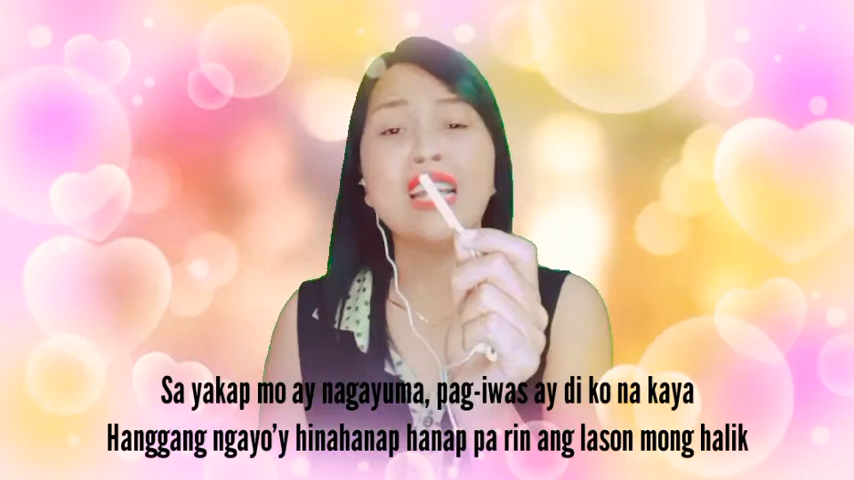 Sa yakap mo ay nagayuma, pag-iwas ay di ko na kaya
Hanggang ngayo'y hinahanap hanap pa rin ang lason mong halik